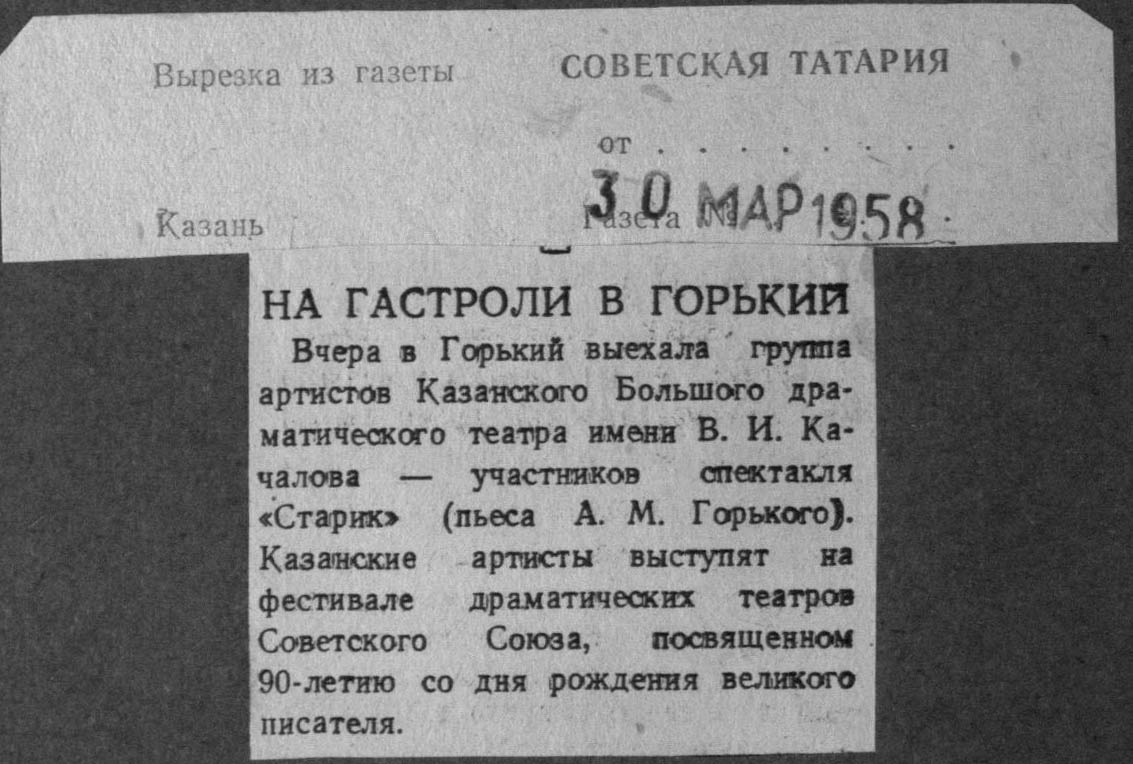 Вырезка из газеты СОВЕТСКАЯ ТАТАРИЯ
от . . . . . . . .
30 МАР 1958
Казань Газета №
НА ГАСТРОЛИ В ГОРЬКИЙ
Вчера в Горький выехала группа
артистов Казанского Большого дра-
матического театра имени В. И. Ка-
чалова — участников спектакля
«Старик» (пьеса А. М. Горького).
Казанские артисты выступят на
фестивале драматических театров
Советского Союза, посвященном
90-летию со дня рождения великого
писателя.